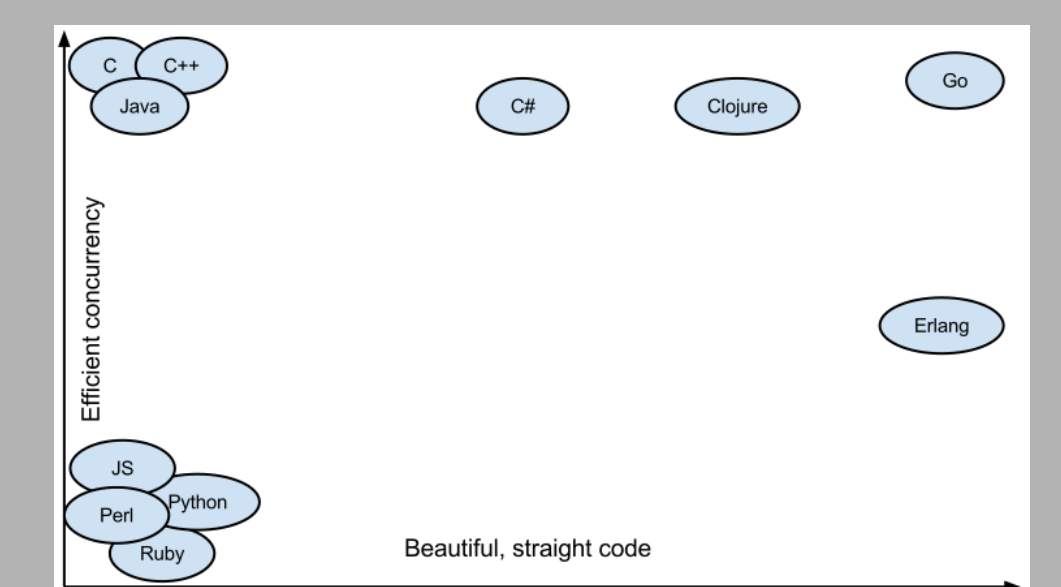 C
C++
Java
C#
Clojure
Go
Efficient concurrency
Erlang
JS
Python
Perl
Ruby
Beautiful, straight code